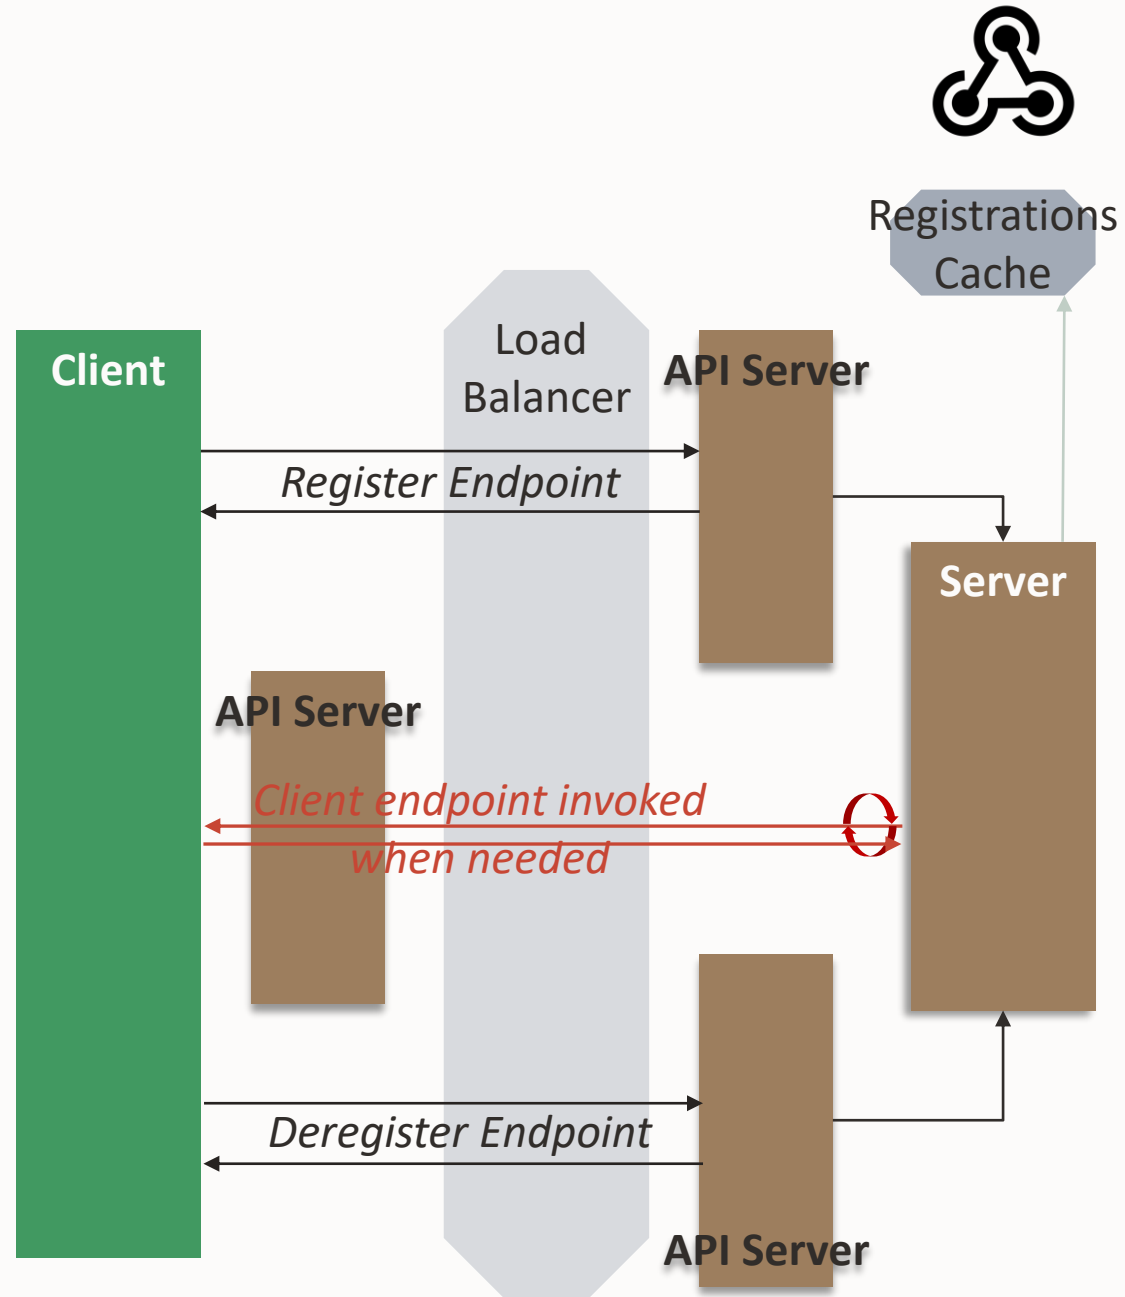 Registrations
Cache
Load
Balancer
Client
API Server
Register Endpoint
Server
API Server
Client endpoint invoked
when needed
Deregister Endpoint
API Server